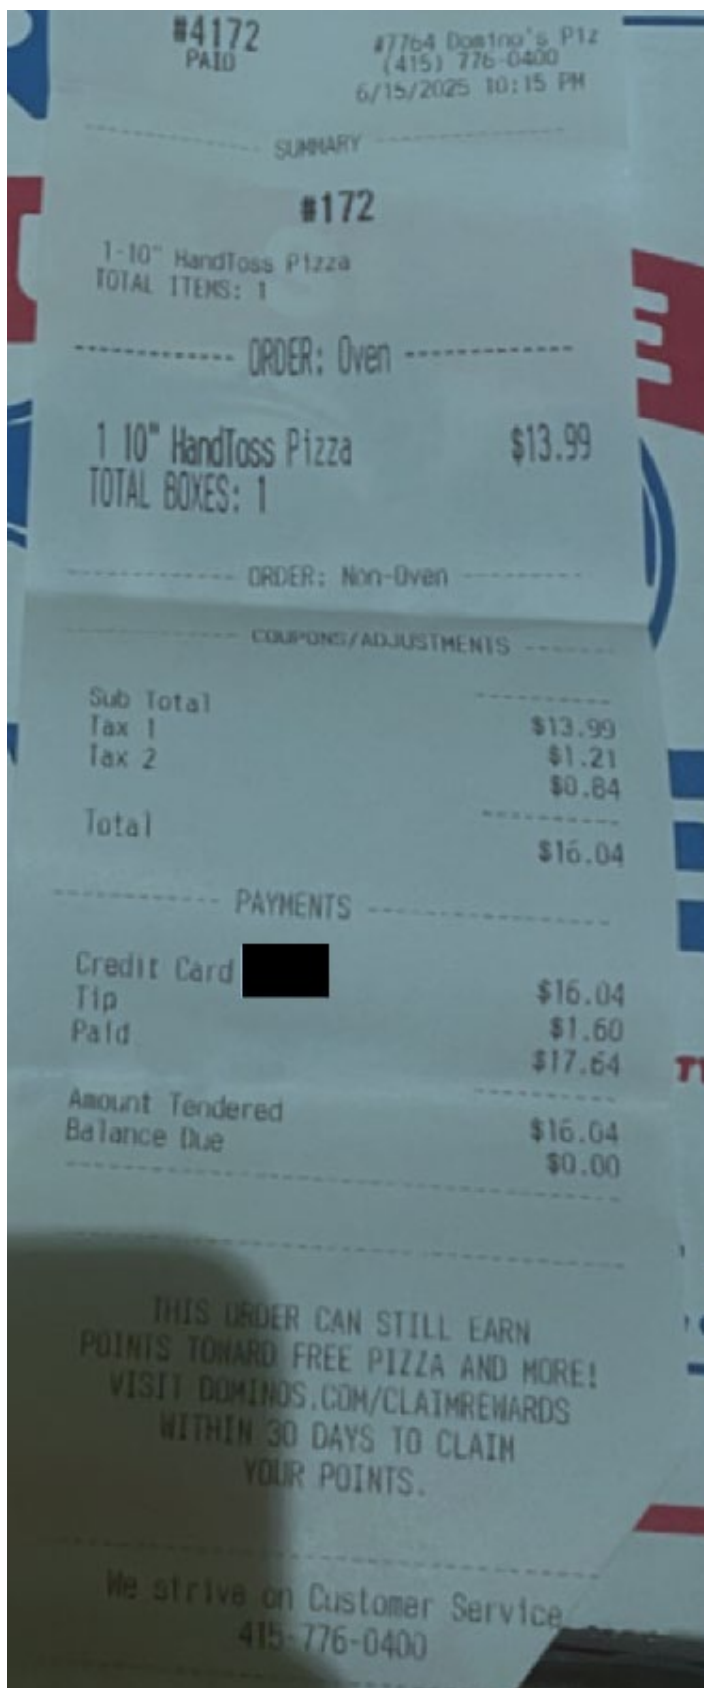 #4172
PAID
#7764 Domino's Piz
(415) 776-0400
6/15/2025 10:15 PM
SUMMARY
#172
1-10" HandToss Pizza
TOTAL ITEMS: 1
ORDER: Oven
1 10" HandToss Pizza $13.99
TOTAL BOXES: 1
ORDER: Non-Oven
COUPONS/ADJUSTMENTS
Sub Total $13.99
Tax 1 $1.21
Tax 2 $0.84
Total $16.04
PAYMENTS
Credit Card $16.04
Tip $1.60
Paid $17.64
Amount Tendered $16.04
Balance Due $0.00
THIS ORDER CAN STILL EARN
POINTS TOWARD FREE PIZZA AND MORE!
VISIT DOMINOS.COM/CLAIMREWARDS
WITHIN 30 DAYS TO CLAIM
YOUR POINTS.
We strive on Customer Service
415-776-0400